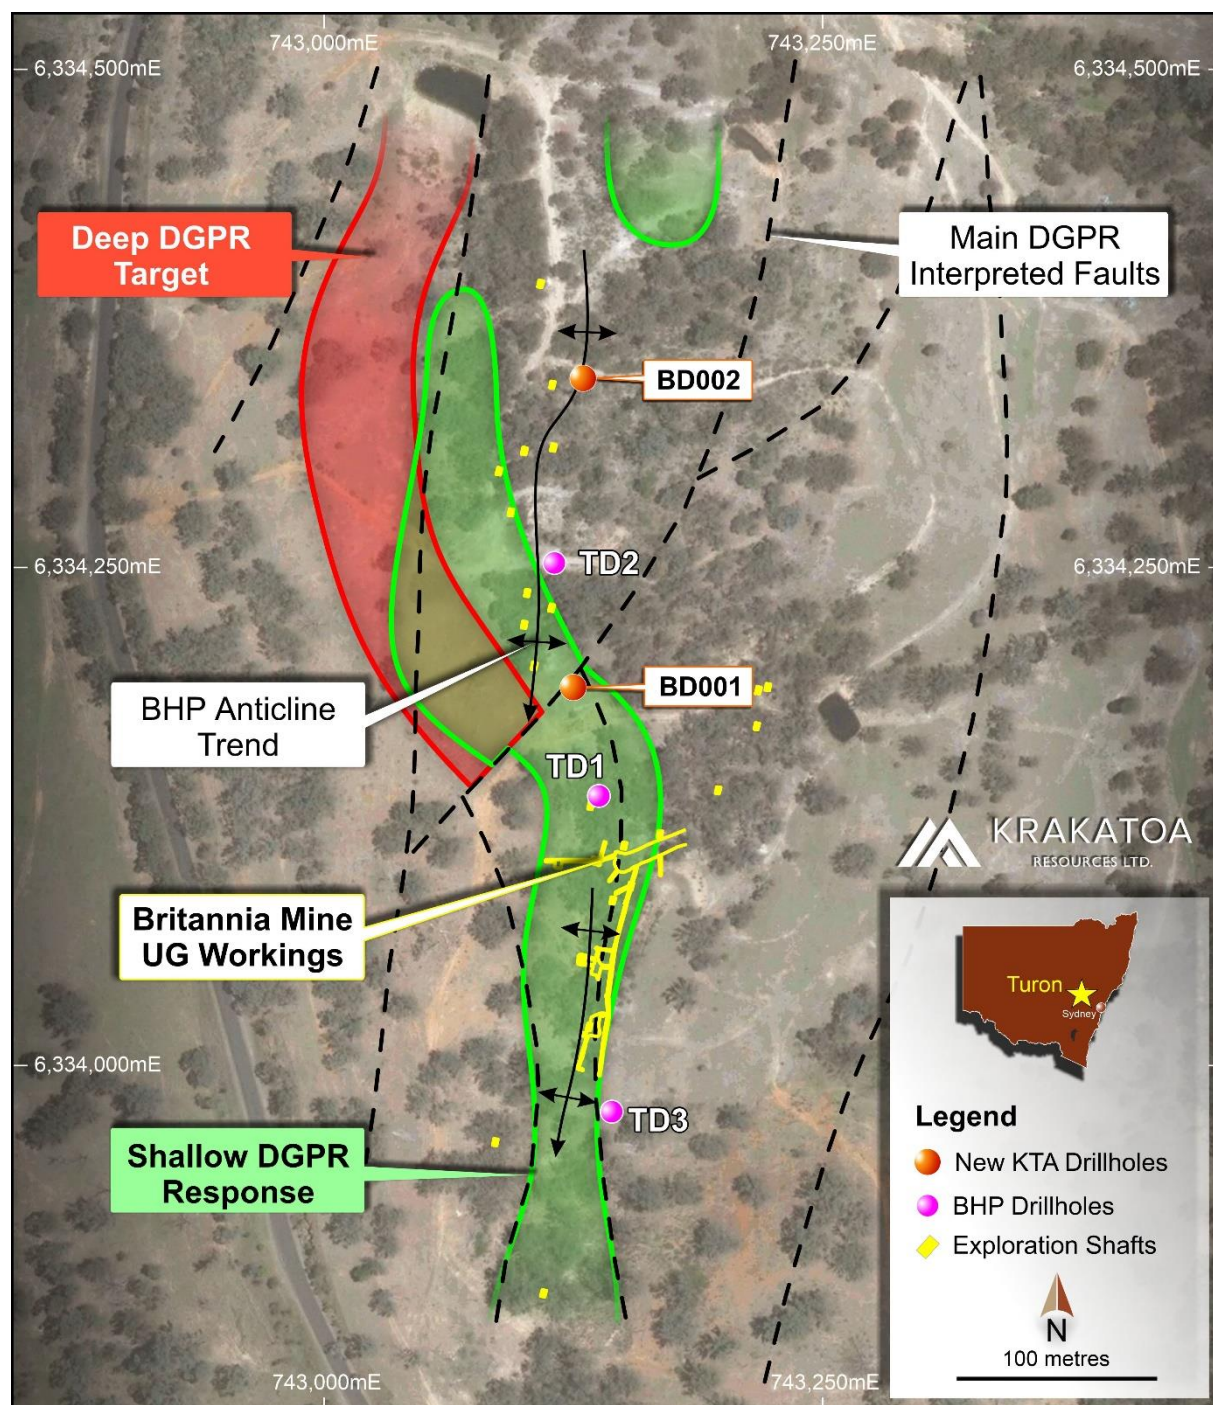 743,000mE
743,250mE
6,334,500mE
6,334,500mE
Deep DGPR
Target
Main DGPR
Interpreted Faults
BD002
6,334,250mE
TD2
6,334,250mE
BD001
BHP Anticline
Trend
TD1
KRAKATOA
RESOURCES LTD.
Britannia Mine
UG Workings
Turon
Sydney
6,334,000mE
TD3
Legend
New KTA Drillholes
BHP Drillholes
Exploration Shafts
Shallow DGPR
Response
N
100 metres
743,000mE
743,250mE